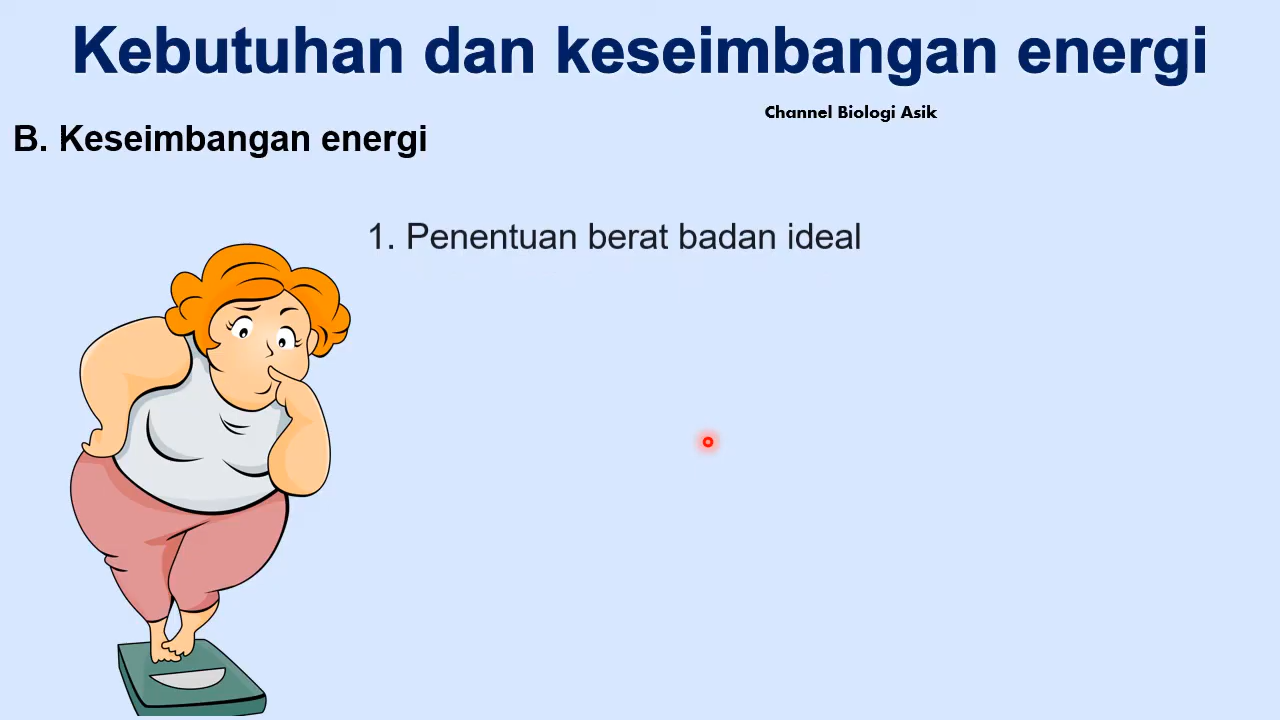 Kebutuhan dan keseimbangan energi
Channel Biologi Asik
B. Keseimbangan energi
1. Penentuan berat badan ideal